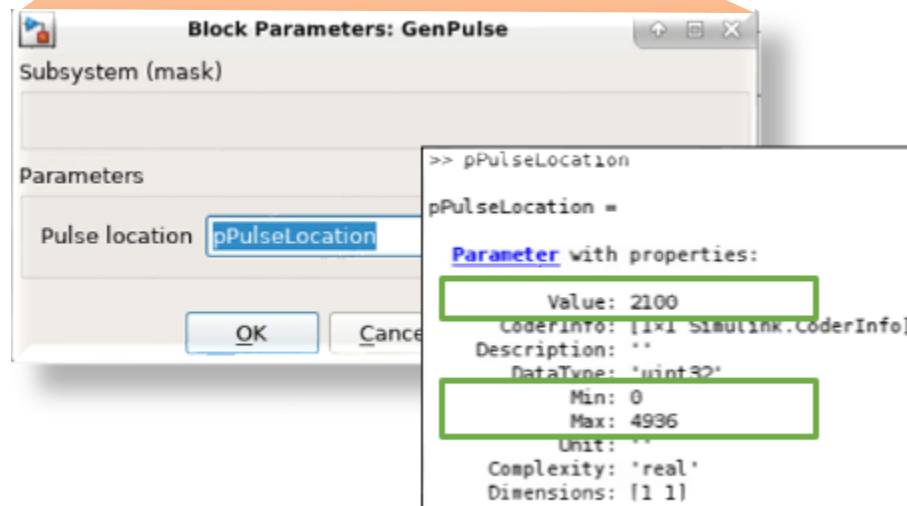 Block Parameters: GenPulse
Subsystem (mask)
Parameters
Pulse location pPulseLocation
OK Cance
>> pPulseLocation
pPulseLocation =
Parameter with properties:
Value: 2100
CoderInfo: [1×1 Simulink.CoderInfo]
Description: ''
DataType: 'uint32'
Min: 0
Max: 4936
Unit: ''
Complexity: 'real'
Dimensions: [1 1]